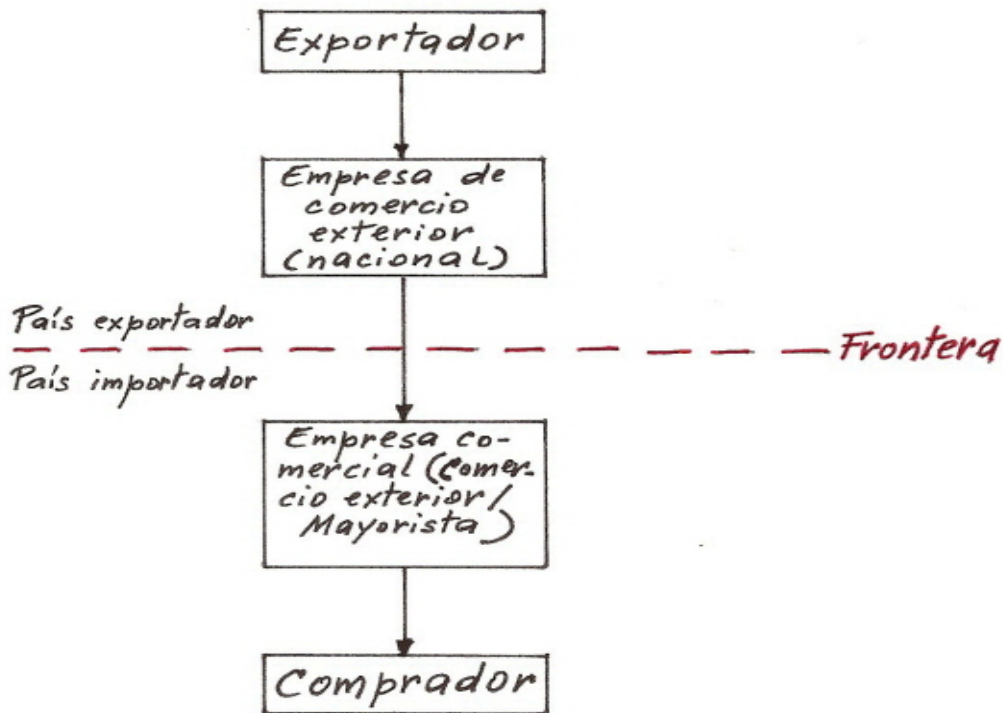 Exportador
Empresa de
comercio
exterior
(nacional)
País exportador
Frontera
País importador
Empresa co-
mercial (Comer-
cio exterior/
Mayorista)
Comprador